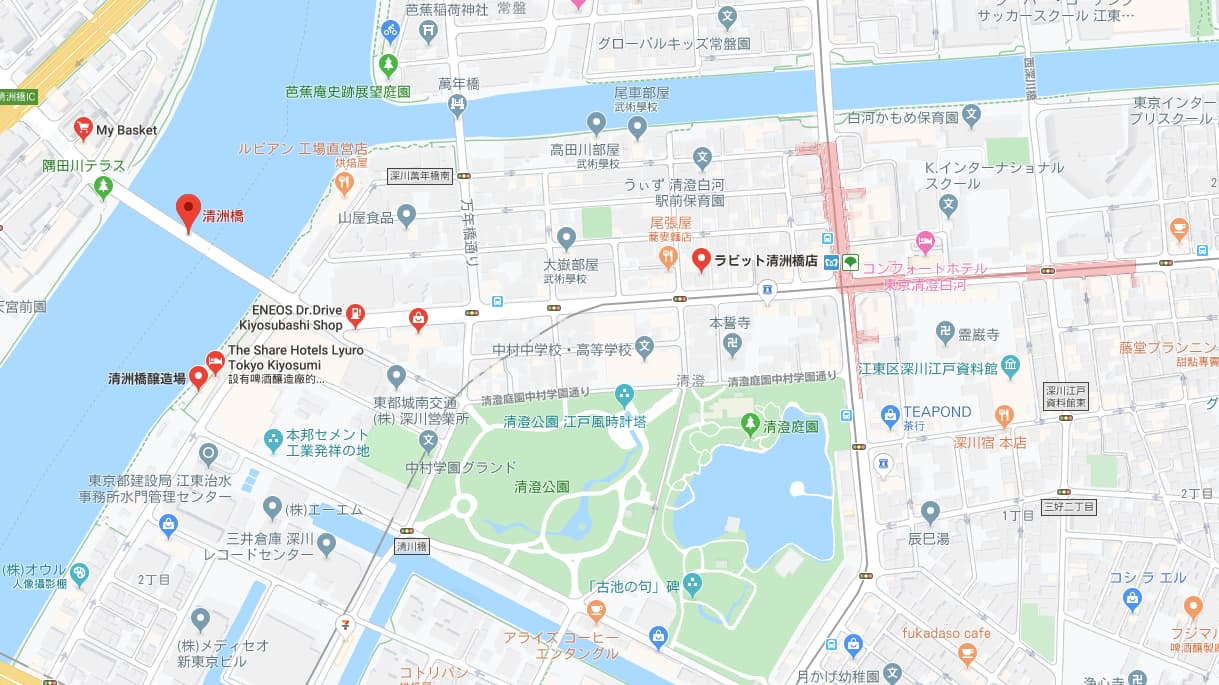 芭蕉稲荷神社
常盤
サッカースクール 江東…
グローバルキッズ常盤園
芭蕉庵史跡展望庭園
萬年橋
清洲橋IC
尾車部屋
武術學校
西深川橋
東京インター
プリスクール
白河かもめ保育園
My Basket
ルビアン 工場直営店
烘焙屋
隅田川テラス
深川萬年橋南
高田川部屋
武術學校
うぃず 清澄白河
駅前保育園
K.インターナショナル
スクール
清洲橋
山屋食品
万年橋通り
尾張屋
蕎麥麵店
大嶽部屋
武術學校
ラビット清洲橋店
コンフォートホテル
東京清澄白河
天宮前園
ENEOS Dr.Drive
Kiyosubashi Shop
本誓寺
霊巌寺
The Share Hotels Lyuro
Tokyo Kiyosumi
設有啤酒釀造廠的...
中村中学校・高等学校
藤堂プランニン
甜點專賣
清洲橋醸造場
江東区深川江戸資料館
清澄
清澄庭園中村学園通り
清澄庭園中村学園通り
深川江戸
資料館東
東都城南交通
(株) 深川営業所
清澄公園 江戸風時計塔
清澄庭園
TEAPOND
茶行
深川宿 本店
本邦セメント
工業発祥の地
中村学園グランド
清澄公園
東京都建設局 江東治水
事務所水門管理センター
2丁目
三好二丁目
1丁目
(株)エーエム
三井倉庫 深川
レコードセンター
清川橋
辰巳湯
(株)オウル
人像攝影棚
2丁目
「古池の句」碑
コシ ラ エル
(株)メディセオ
新東京ビル
アライズ コーヒー
エンタングル
fukadaso cafe
フジマル
啤酒釀製
コトリパン
月かげ幼稚園
浄心寺